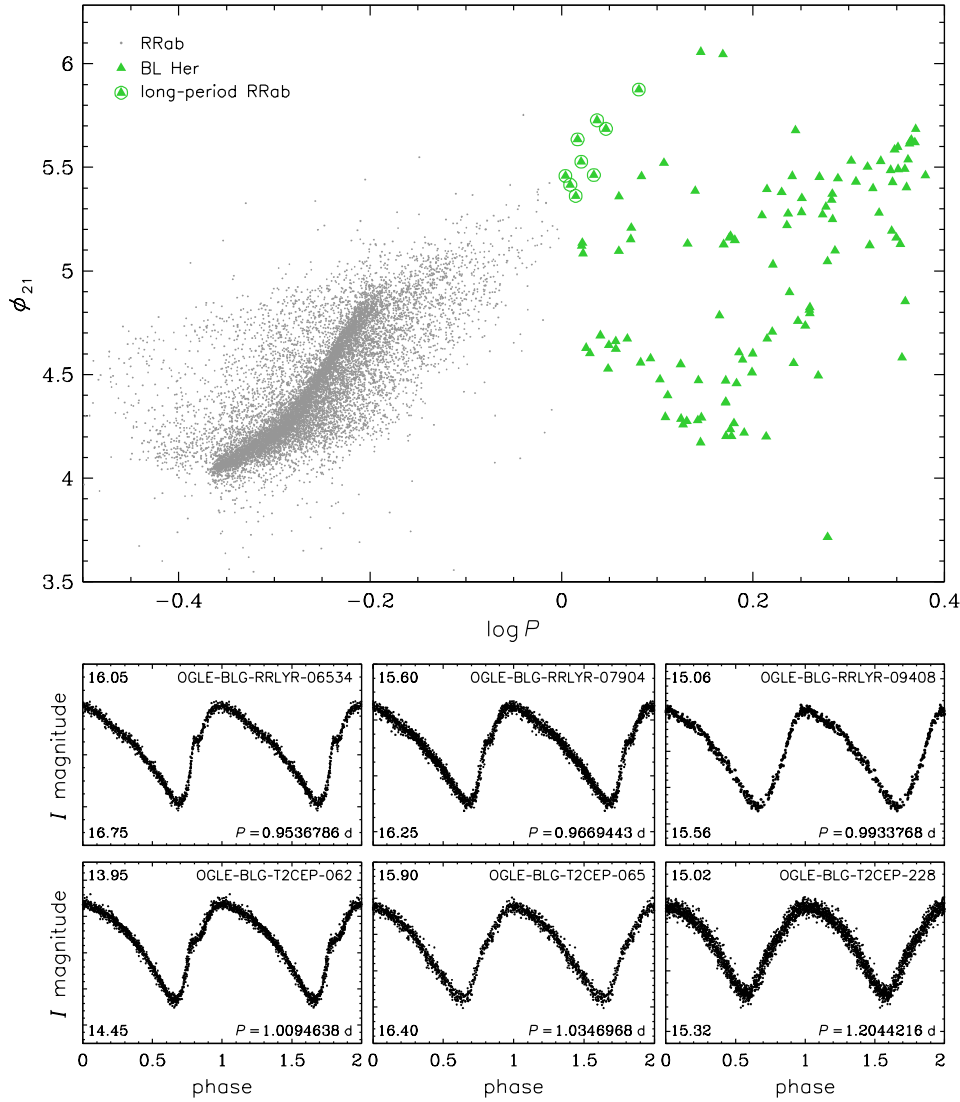 RRab
BL Her
long-period RRab
6
5.5
5
4.5
4
3.5
ϕ21
−0.4
−0.2
0
0.2
0.4
log P
16.05
OGLE-BLG-RRLYR-06534
16.75
P = 0.9536786 d
15.60
OGLE-BLG-RRLYR-07904
16.25
P = 0.9669443 d
15.06
OGLE-BLG-RRLYR-09408
15.56
P = 0.9933768 d
I magnitude
13.95
OGLE-BLG-T2CEP-062
14.45
P = 1.0094638 d
15.90
OGLE-BLG-T2CEP-065
16.40
P = 1.0346968 d
15.02
OGLE-BLG-T2CEP-228
15.32
P = 1.2044216 d
I magnitude
0 0.5 1 1.5 2
0 0.5 1 1.5 2
0 0.5 1 1.5 2
phase
phase
phase